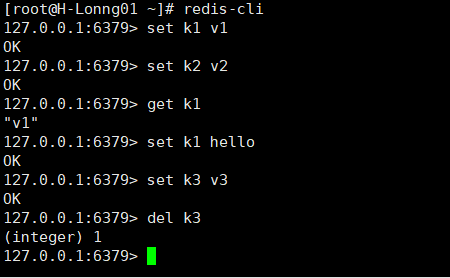 [root@H-Lonng01 ~]# redis-cli
127.0.0.1:6379> set k1 v1
OK
127.0.0.1:6379> set k2 v2
OK
127.0.0.1:6379> get k1
"v1"
127.0.0.1:6379> set k1 hello
OK
127.0.0.1:6379> set k3 v3
OK
127.0.0.1:6379> del k3
(integer) 1
127.0.0.1:6379>